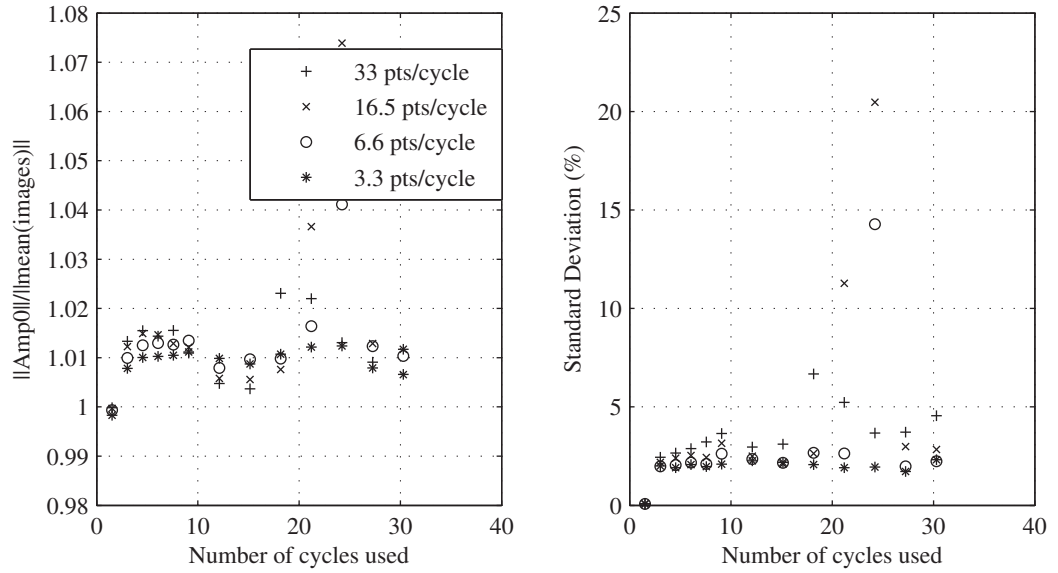 1.08
1.07
1.06
1.05
1.04
1.03
1.02
1.01
1
0.99
0.98
||Amp0||/||mean(images)||
33 pts/cycle
16.5 pts/cycle
6.6 pts/cycle
3.3 pts/cycle
0 10 20 30 40
Number of cycles used
25
20
15
10
5
0
Standard Deviation (%)
0 10 20 30 40
Number of cycles used